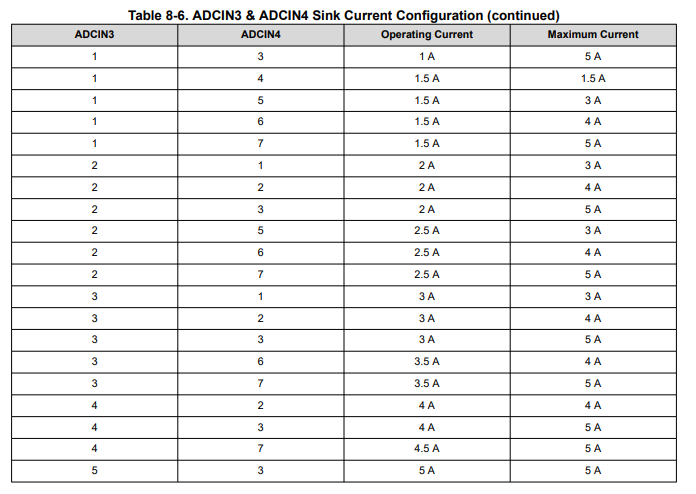 Table 8-6. ADCIN3 & ADCIN4 Sink Current Configuration (continued)
ADCIN3 ADCIN4 Operating Current Maximum Current
1 3 1 A 5 A
1 4 1.5 A 1.5 A
1 5 1.5 A 3 A
1 6 1.5 A 4 A
1 7 1.5 A 5 A
2 1 2 A 3 A
2 2 2 A 4 A
2 3 2 A 5 A
2 5 2.5 A 3 A
2 6 2.5 A 4 A
2 7 2.5 A 5 A
3 1 3 A 3 A
3 2 3 A 4 A
3 3 3 A 5 A
3 6 3.5 A 4 A
3 7 3.5 A 5 A
4 2 4 A 4 A
4 3 4 A 5 A
4 7 4.5 A 5 A
5 3 5 A 5 A